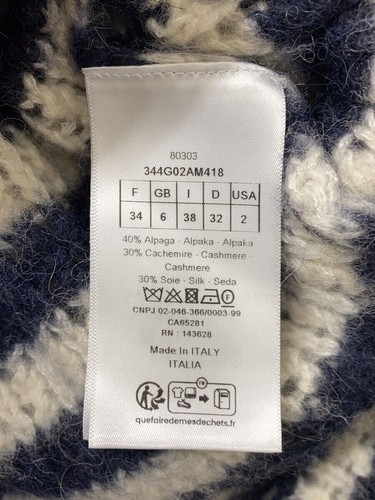 80303
344G02AM418
F GB I D USA
34 6 38 32 2
40% Alpaga - Alpaka - Alpaka
30% Cachemire - Cashmere -
Cashmere
30% Soie - Silk - Seda
CNPJ 02-046-366/0003-99
CA65281
RN : 143628
Made In ITALY
ITALIA
FR
quefairedemesdechets.fr